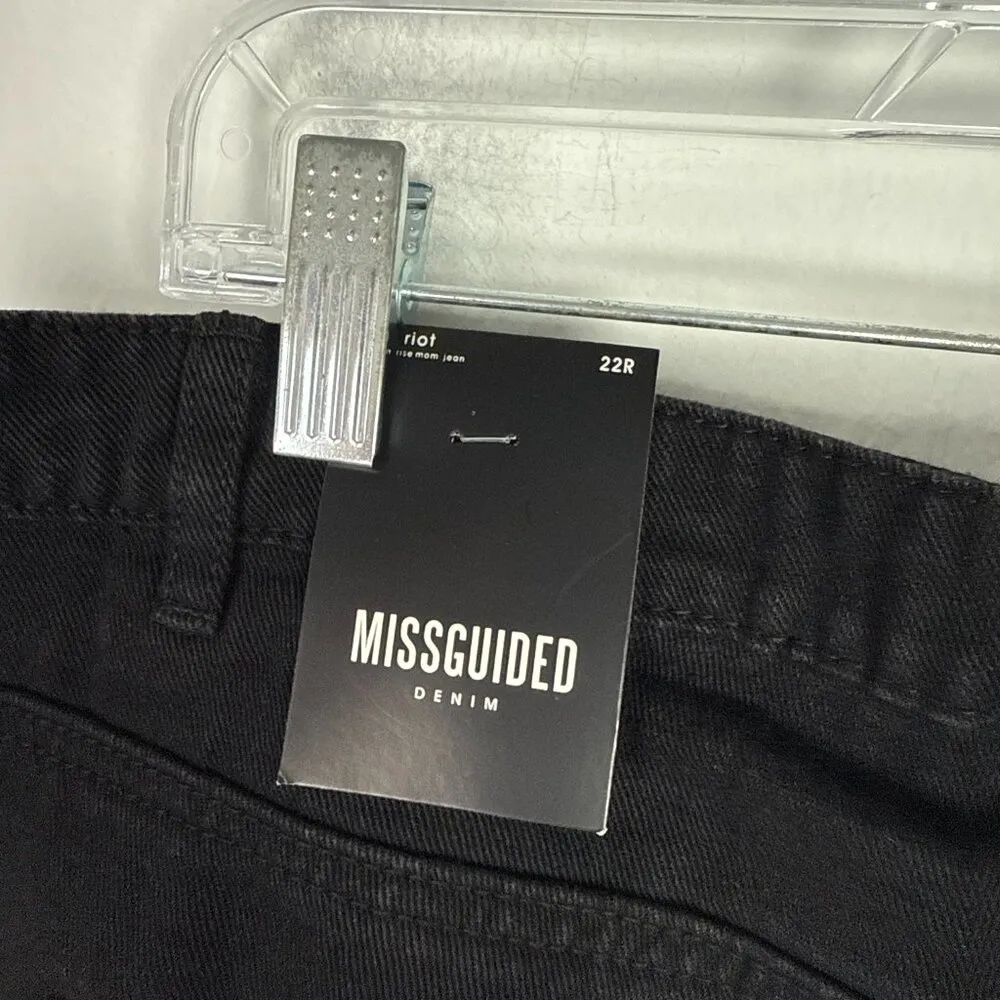 riot
22R
rise mom jean
MISSGUIDED
DENIM